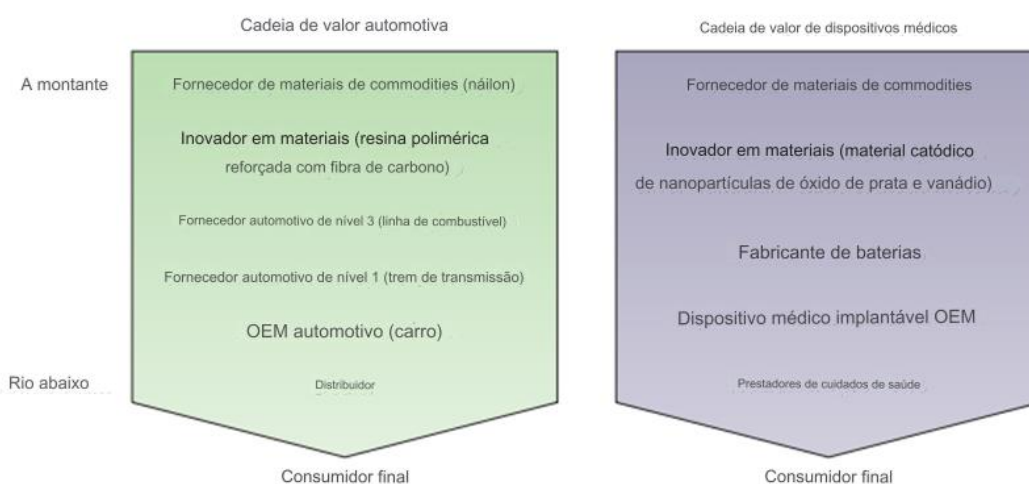 Cadeia de valor automotiva
A montante
Fornecedor de materiais de commodities (náilon)
Inovador em materiais (resina polimérica
reforçada com fibra de carbono)
Fornecedor automotivo de nível 3 (linha de combustível)
Fornecedor automotivo de nível 1 (trem de transmissão)
OEM automotivo (carro)
Rio abaixo
Distribuidor
Consumidor final
Cadeia de valor de dispositivos médicos
Fornecedor de materiais de commodities
Inovador em materiais (material catódico
de nanopartículas de óxido de prata e vanádio)
Fabricante de baterias
Dispositivo médico implantável OEM
Prestadores de cuidados de saúde
Consumidor final